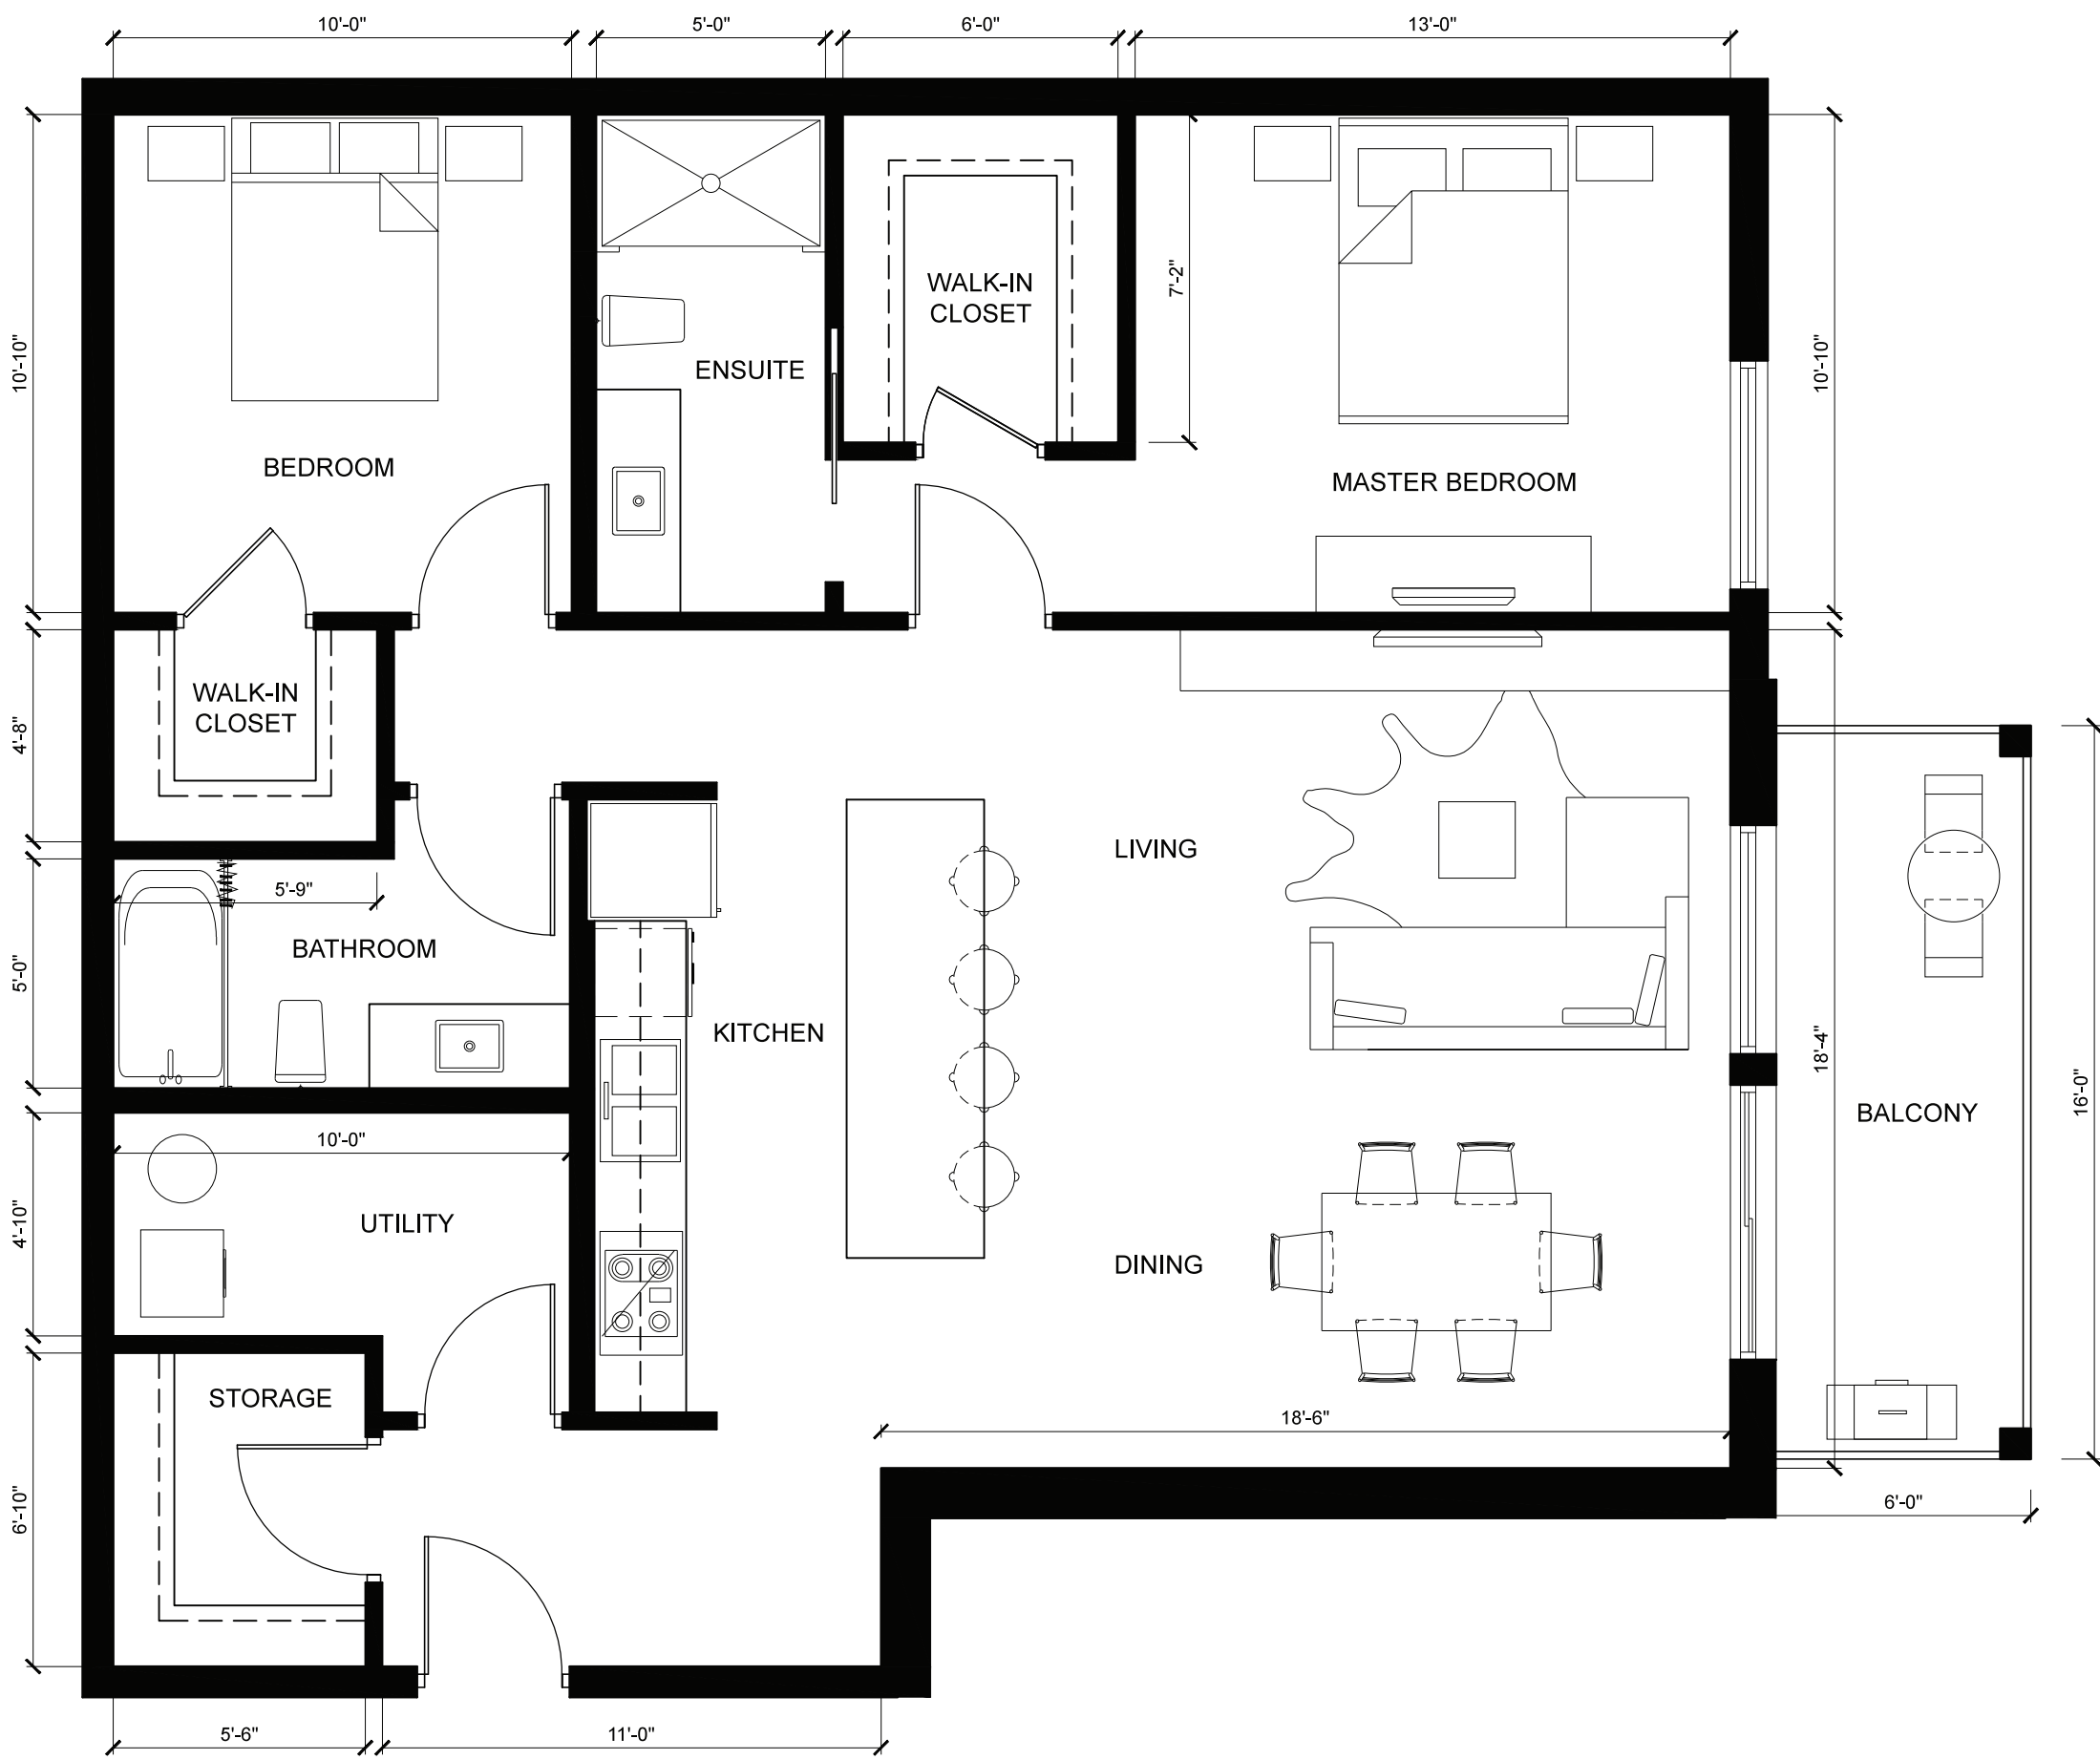 10'-0" 5'-0" 6'-0" 13'-0"
WALK-IN
CLOSET
7'-2"
10'-10"
10'-10"
ENSUITE
BEDROOM
MASTER BEDROOM
WALK-IN
CLOSET
4'-8"
LIVING
5'-9"
BATHROOM
5'-0"
KITCHEN
18'-4"
16'-0"
BALCONY
10'-0"
4'-10"
UTILITY
DINING
STORAGE
18'-6"
6'-10"
6'-0"
5'-6" 11'-0"